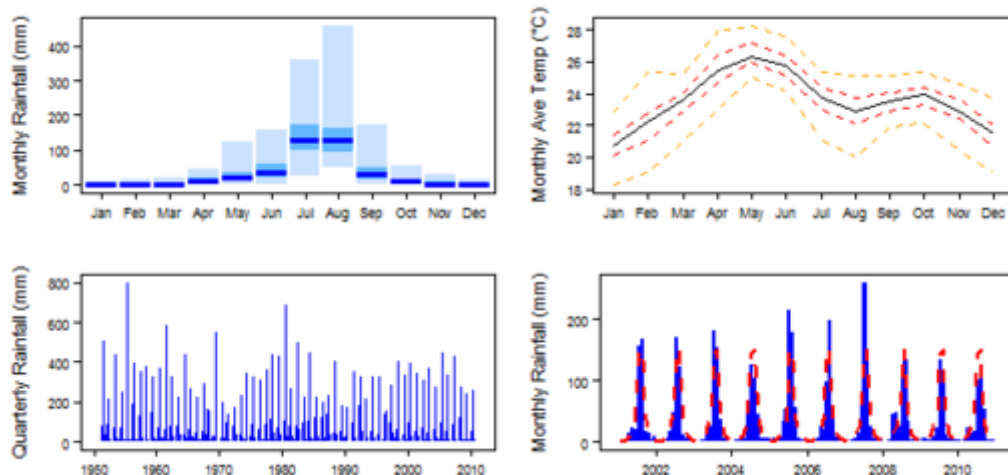 Monthly Rainfall (mm)
400
300
200
100
0
Jan Feb Mar Apr May Jun Jul Aug Sep Oct Nov Dec
Monthly Ave Temp (°C)
28
26
24
22
20
18
Jan Feb Mar Apr May Jun Jul Aug Sep Oct Nov Dec
Quarterly Rainfall (mm)
800
600
400
200
0
1950 1960 1970 1980 1990 2000 2010
Monthly Rainfall (mm)
200
100
0
2002 2004 2006 2008 2010